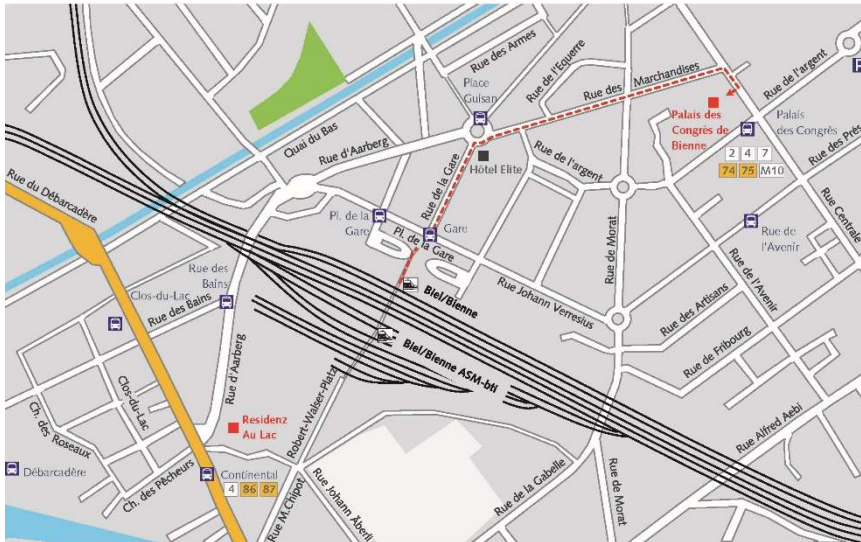 Rue des Armes
Rue de l'Equerre
Rue des Marchandises
Rue de l'argent
P
Place
Guisan
Quai du Bas
Rue d'Aarberg
Palais des
Congrès de
Bienne
Palais
des Congrès
2 4 7
74 75 M10
Rue des Prés
Hôtel Elite
Rue de la Gare
Rue de l'argent
Rue du Débarcadère
Pl. de la
Gare
Gare
Pl. de la Gare
Rue de Morat
Rue Centrale
Rue de
l'Avenir
Rue de l'Avenir
Rue des
Bains
Clos-du-Lac
Rue des Bains
Biel/Bienne
Rue Johann Verresius
Rue des Artisans
Rue de Fribourg
Biel/Bienne ASM-btl
Rue d'Aarberg
Clos-du-Lac
Robert-Walser-Platz
Ch. des Roseaux
Residenz
Au Lac
Rue Alfred Aebi
Débarcadère
Ch. des Pêcheurs
Continental
4 86 87
Rue M.Chipot
Rue Johann Äberli
Rue de la Gabelle
Rue de Morat